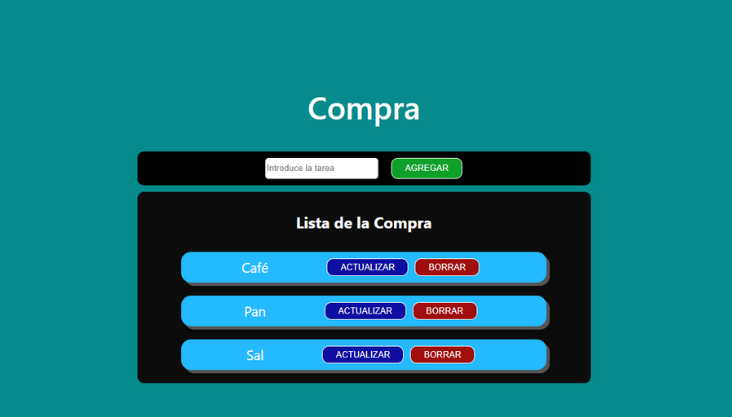 Compra
Introduce la tarea AGREGAR
Lista de la Compra
Café ACTUALIZAR BORRAR
Pan ACTUALIZAR BORRAR
Sal ACTUALIZAR BORRAR